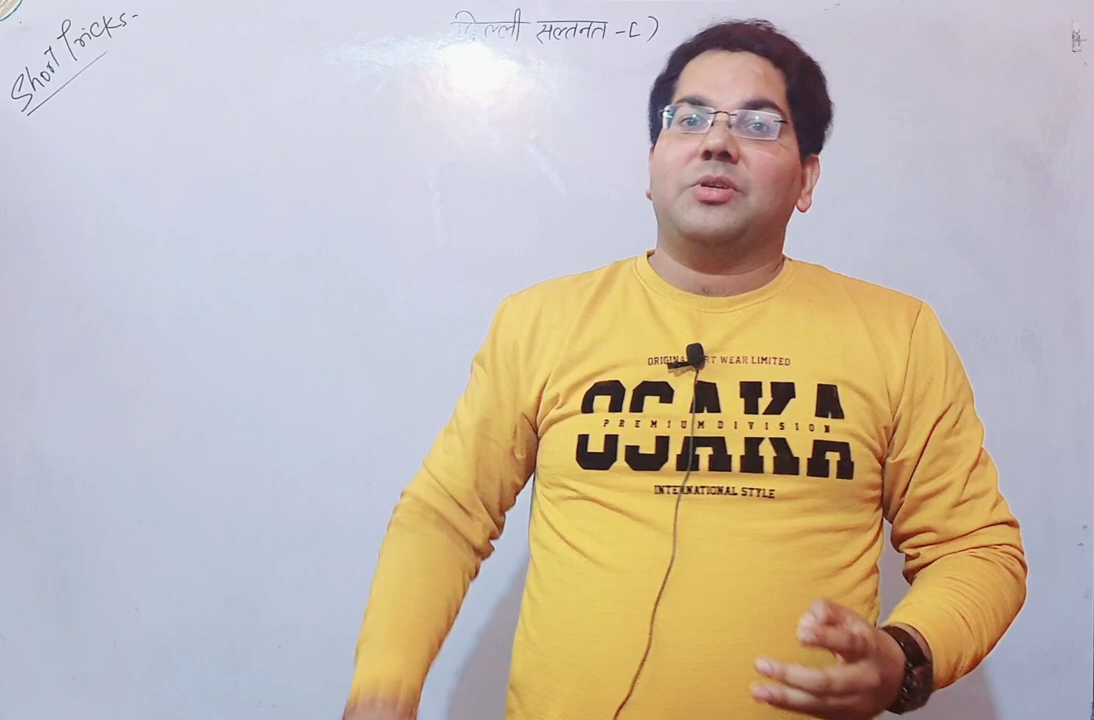 Short Tricks-
दिल्ली सल्तनत -( )
ORIGINAL WEAR LIMITED
OSAKA
PREMIUM DIVISION
INTERNATIONAL STYLE